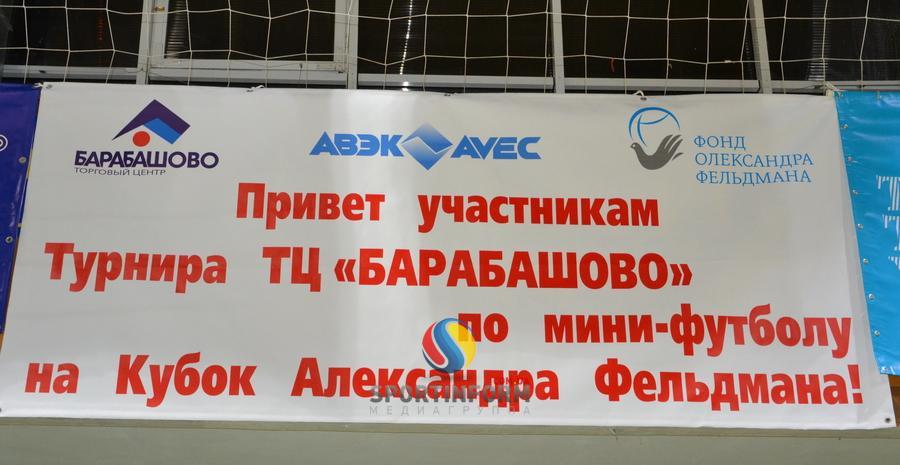 БАРАБАШОВО
ТОРГОВЫЙ ЦЕНТР
АВЭК AVEC
ФОНД
ОЛЕКСАНДРА
ФЕЛЬДМАНА
Привет участникам
Турнира ТЦ «БАРАБАШОВО»
по мини-футболу
на Кубок Александра Фельдмана!
SPORTINFORM
МЕДИАГРУППА